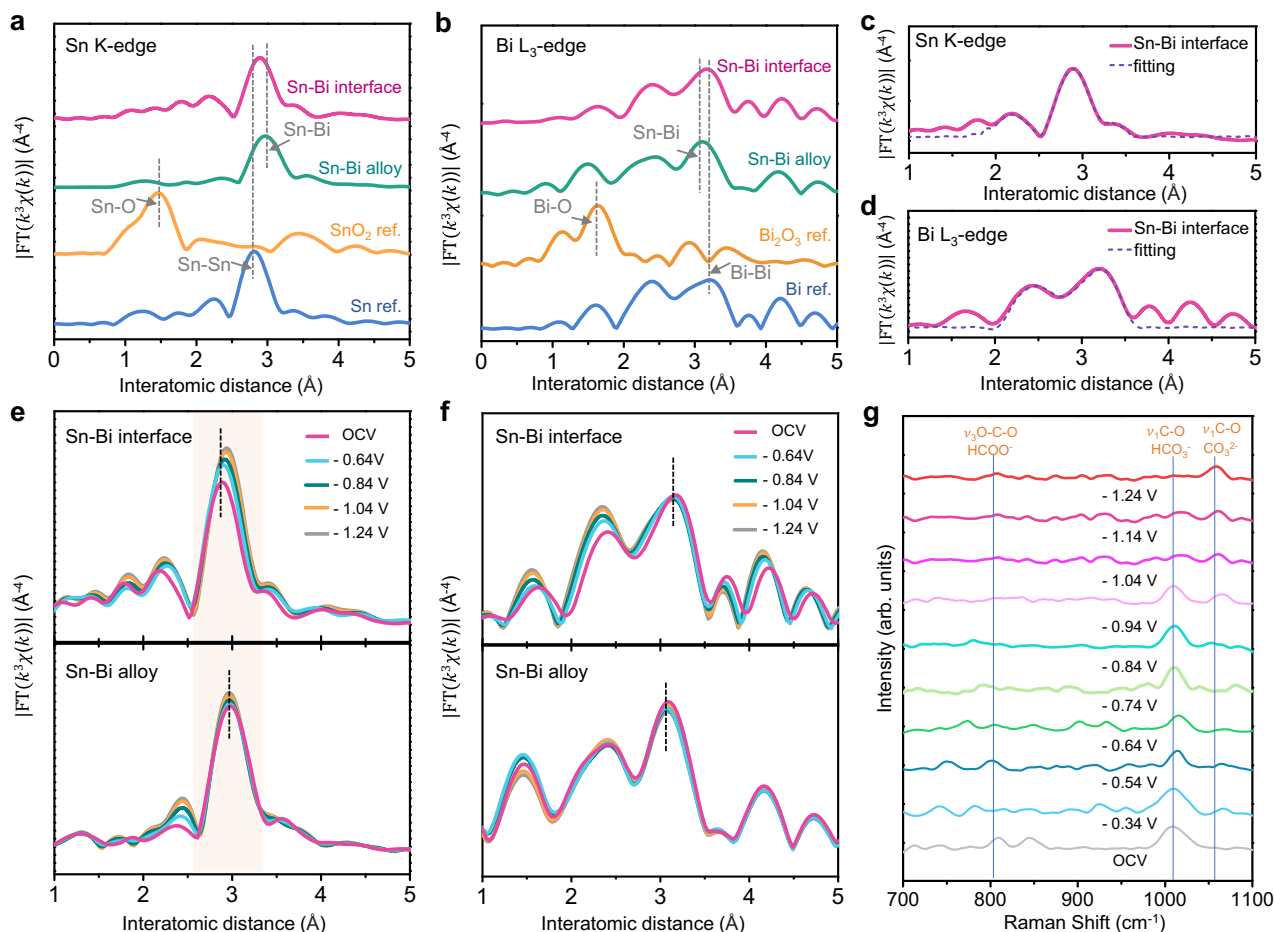 a
Sn K-edge
Sn-Bi interface
Sn-Bi
Sn-Bi alloy
Sn-O
SnO₂ ref.
Sn-Sn
Sn ref.
|FT(k³χ(k))| (Å⁻⁴)
0 1 2 3 4 5
Interatomic distance (Å)
b
Bi L₃-edge
Sn-Bi interface
Sn-Bi
Sn-Bi alloy
Bi-O
Bi₂O₃ ref.
Bi-Bi
Bi ref.
|FT(k³χ(k))| (Å⁻⁴)
0 1 2 3 4 5
Interatomic distance (Å)
c
Sn K-edge
Sn-Bi interface
fitting
|FT(k³χ(k))| (Å⁻⁴)
1 2 3 4 5
Interatomic distance (Å)
d
Bi L₃-edge
Sn-Bi interface
fitting
|FT(k³χ(k))| (Å⁻⁴)
1 2 3 4 5
Interatomic distance (Å)
e
Sn-Bi interface
OCV
- 0.64V
- 0.84 V
- 1.04 V
- 1.24 V
Sn-Bi alloy
|FT(k³χ(k))| (Å⁻⁴)
1 2 3 4 5
Interatomic distance (Å)
f
Sn-Bi interface
OCV
- 0.64V
- 0.84 V
- 1.04 V
- 1.24 V
Sn-Bi alloy
|FT(k³χ(k))| (Å⁻⁴)
1 2 3 4 5
Interatomic distance (Å)
g
ν₃O-C-O
HCOO⁻
ν₁C-O
HCO₃⁻
ν₁C-O
CO₃²⁻
- 1.24 V
- 1.14 V
- 1.04 V
- 0.94 V
- 0.84 V
- 0.74 V
- 0.64 V
- 0.54 V
- 0.34 V
OCV
Intensity (arb. units)
700 800 900 1000 1100
Raman Shift (cm⁻¹)